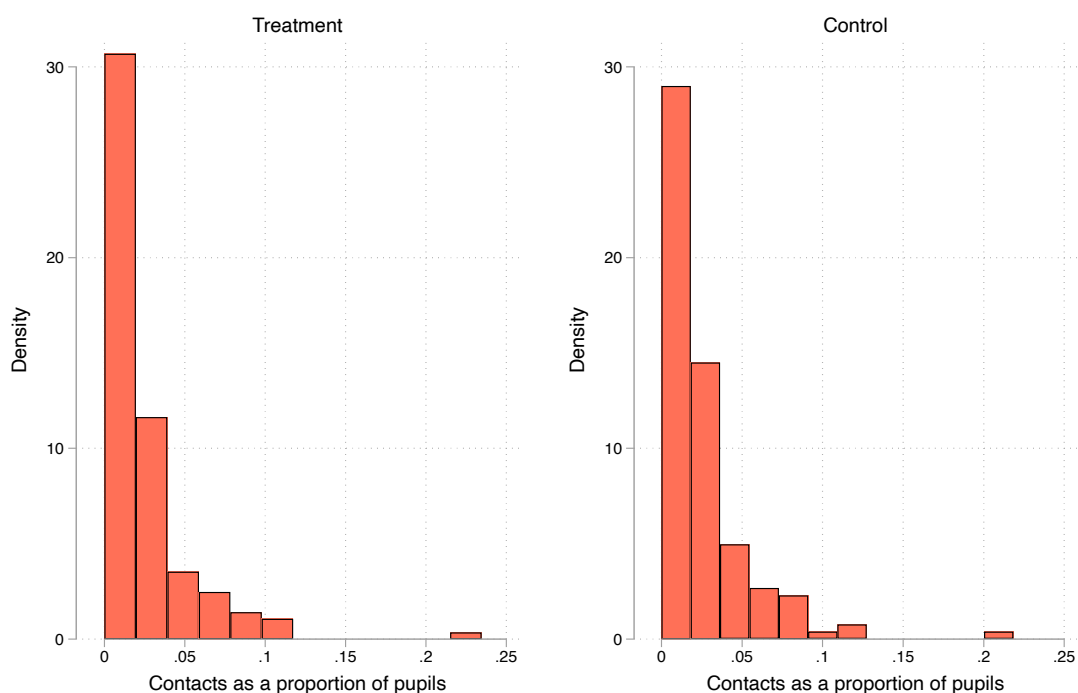 Treatment
Density
30
20
10
0
0 .05 .1 .15 .2 .25
Contacts as a proportion of pupils
Control
Density
30
20
10
0
0 .05 .1 .15 .2 .25
Contacts as a proportion of pupils